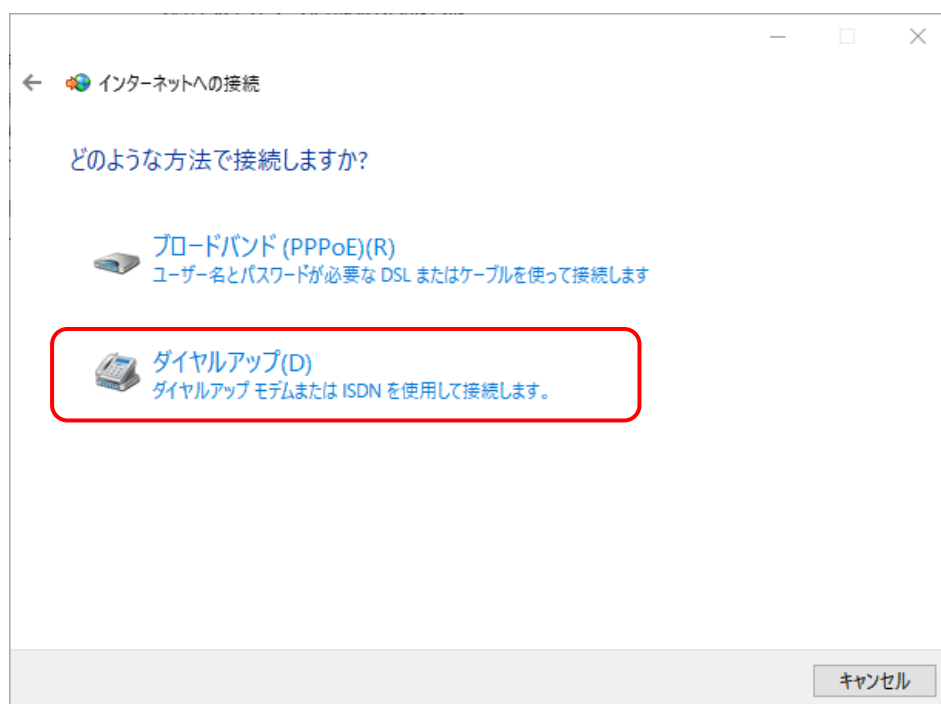 インターネットへの接続
どのような方法で接続しますか?
ブロードバンド (PPPoE)(R)
ユーザー名とパスワードが必要な DSL またはケーブルを使って接続します
ダイヤルアップ(D)
ダイヤルアップ モデムまたは ISDN を使用して接続します。
キャンセル